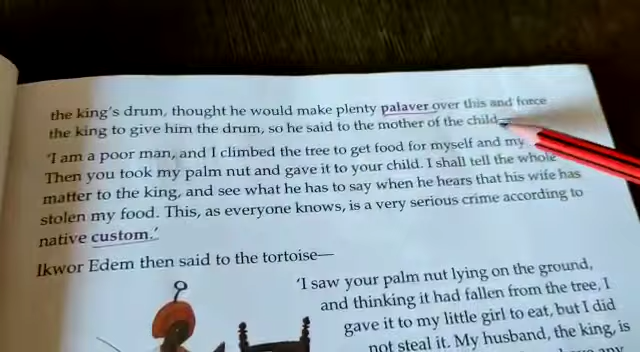 the king's drum, thought he would make plenty palaver over this and force
the king to give him the drum, so he said to the mother of the child
'I am a poor man, and I climbed the tree to get food for myself and my
Then you took my palm nut and gave it to your child. I shall tell the whole
matter to the king, and see what he has to say when he hears that his wife has
stolen my food. This, as everyone knows, is a very serious crime according to
native custom.'
Ikwor Edem then said to the tortoise—
'I saw your palm nut lying on the ground,
and thinking it had fallen from the tree, I
gave it to my little girl to eat, but I did
not steal it. My husband, the king, is